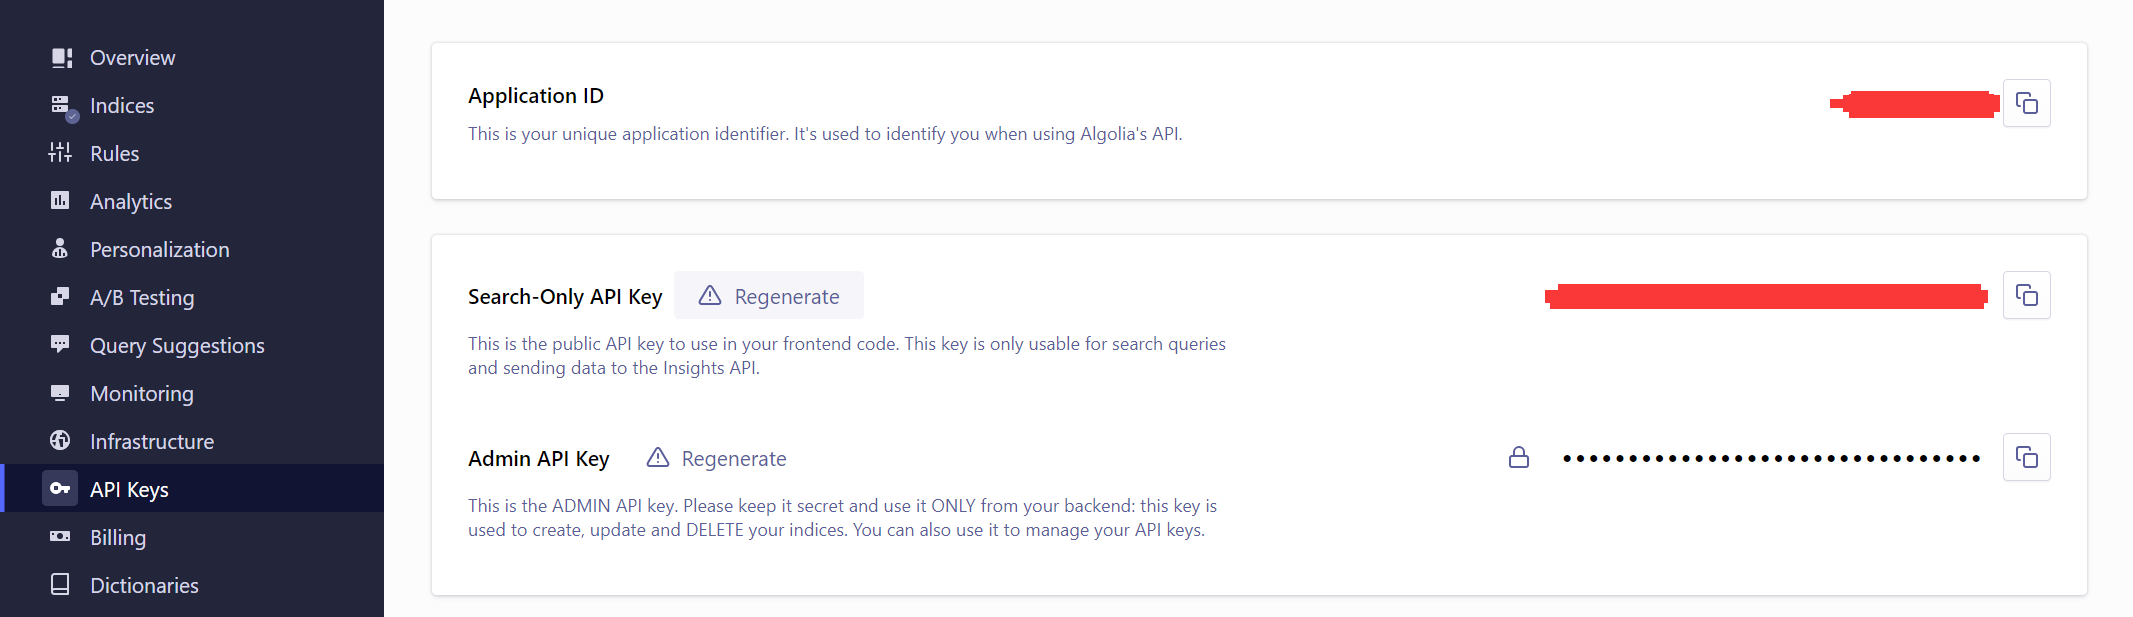 Overview
Indices
Rules
Analytics
Personalization
A/B Testing
Query Suggestions
Monitoring
Infrastructure
API Keys
Billing
Dictionaries
Application ID
This is your unique application identifier. It's used to identify you when using Algolia's API.
Search-Only API Key Regenerate
This is the public API key to use in your frontend code. This key is only usable for search queries
and sending data to the Insights API.
Admin API Key Regenerate ••••••••••••••••••••••••••••••••
This is the ADMIN API key. Please keep it secret and use it ONLY from your backend: this key is
used to create, update and DELETE your indices. You can also use it to manage your API keys.